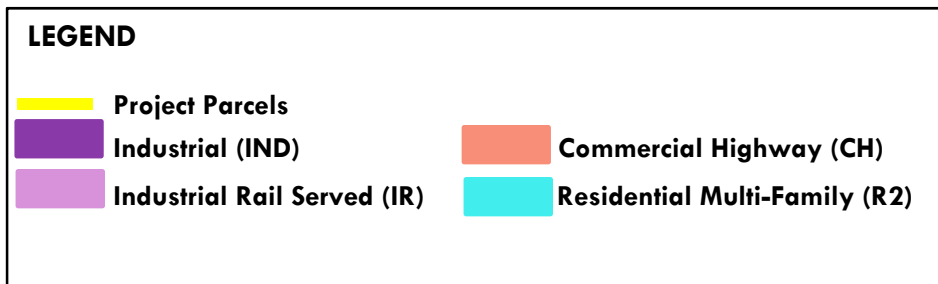 LEGEND
Project Parcels
Industrial (IND)
Industrial Rail Served (IR)
Commercial Highway (CH)
Residential Multi-Family (R2)